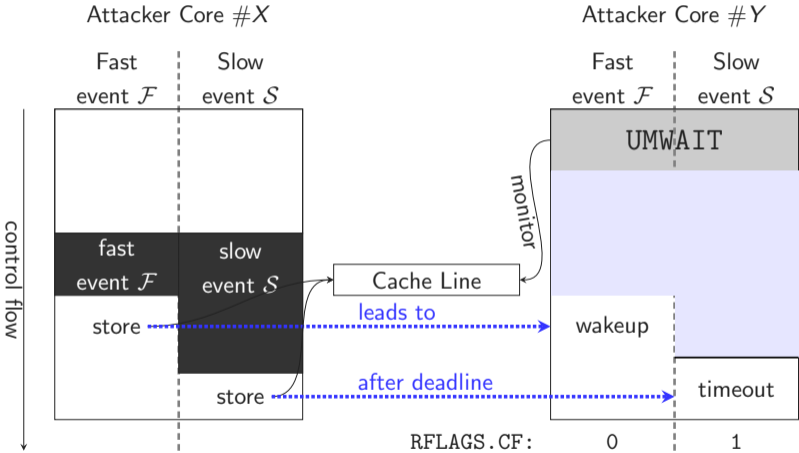 Attacker Core #X
Attacker Core #Y
Fast
event F
Slow
event S
Fast
event F
Slow
event S
UMWAIT
monitor
control flow
fast
event F
slow
event S
Cache Line
store
leads to
wakeup
store
after deadline
timeout
RFLAGS.CF: 0 1